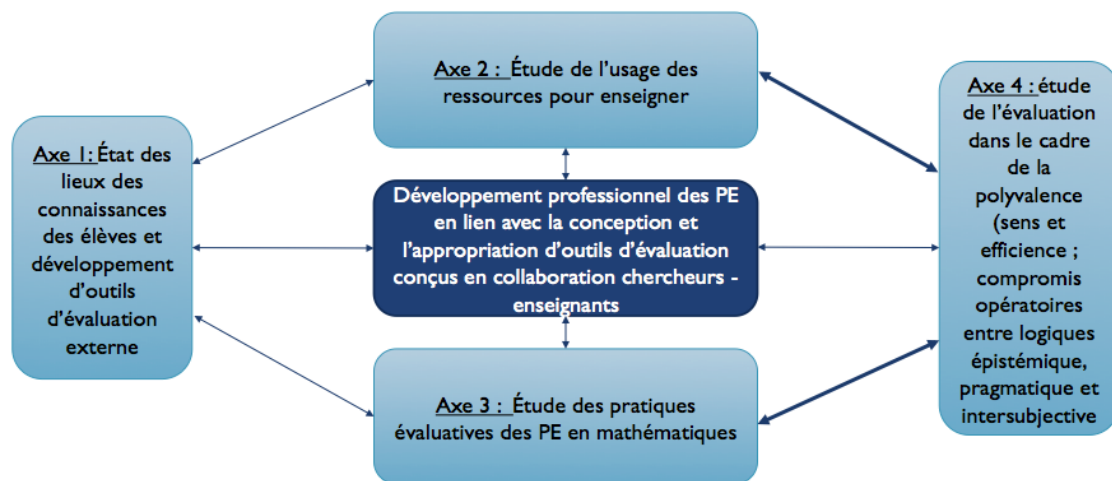 Axe 2 : Étude de l'usage des
ressources pour enseigner
Axe 1: État des
lieux des
connaissances
des élèves et
développement
d'outils
d'évaluation
externe
Développement professionnel des PE
en lien avec la conception et
l'appropriation d'outils d'évaluation
conçus en collaboration chercheurs -
enseignants
Axe 3 : Étude des pratiques
évaluatives des PE en mathématiques
Axe 4 : étude
de l'évaluation
dans le cadre
de la
polyvalence
(sens et
efficience ;
compromis
opératoires
entre logiques
épistémique,
pragmatique et
intersubjective